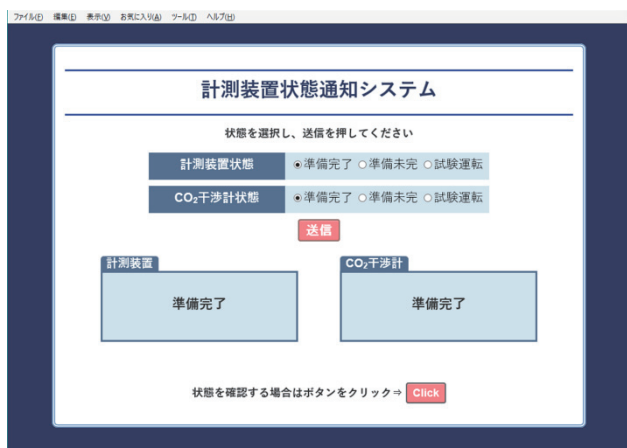 ファイル(F) 編集(E) 表示(V) お気に入り(A) ツール(T) ヘルプ(H)
計測装置状態通知システム
状態を選択し、送信を押してください
計測装置状態 ◉準備完了 ○準備未完 ○試験運転
CO₂干渉計状態 ◉準備完了 ○準備未完 ○試験運転
送信
計測装置 CO₂干渉計
準備完了 準備完了
状態を確認する場合はボタンをクリック⇒ Click